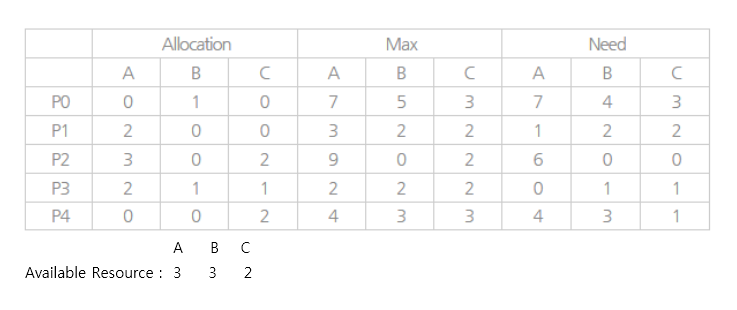 Allocation Max Need
A B C A B C A B C
P0 0 1 0 7 5 3 7 4 3
P1 2 0 0 3 2 2 1 2 2
P2 3 0 2 9 0 2 6 0 0
P3 2 1 1 2 2 2 0 1 1
P4 0 0 2 4 3 3 4 3 1
A B C
Available Resource : 3 3 2